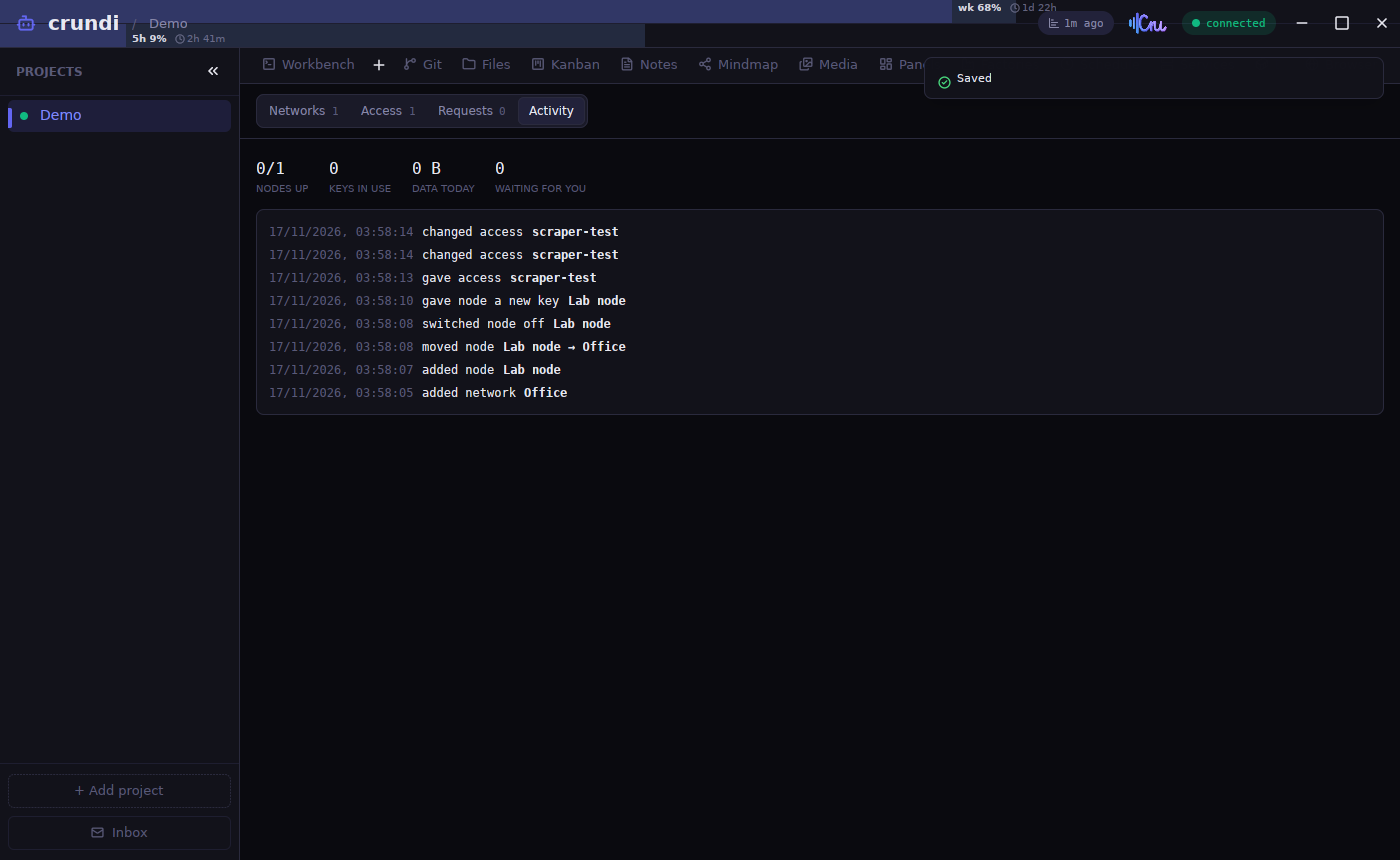 wk 68% 1d 22h
crundi / Demo
5h 9% 2h 41m
1m ago
connected
PROJECTS
Demo
+ Add project
Inbox
Workbench + Git Files Kanban Notes Mindmap Media
Saved
Networks 1 Access 1 Requests 0 Activity
0/1 0 0 B 0
NODES UP KEYS IN USE DATA TODAY WAITING FOR YOU
17/11/2026, 03:58:14 changed access scraper-test
17/11/2026, 03:58:14 changed access scraper-test
17/11/2026, 03:58:13 gave access scraper-test
17/11/2026, 03:58:10 gave node a new key Lab node
17/11/2026, 03:58:08 switched node off Lab node
17/11/2026, 03:58:08 moved node Lab node → Office
17/11/2026, 03:58:07 added node Lab node
17/11/2026, 03:58:05 added network Office